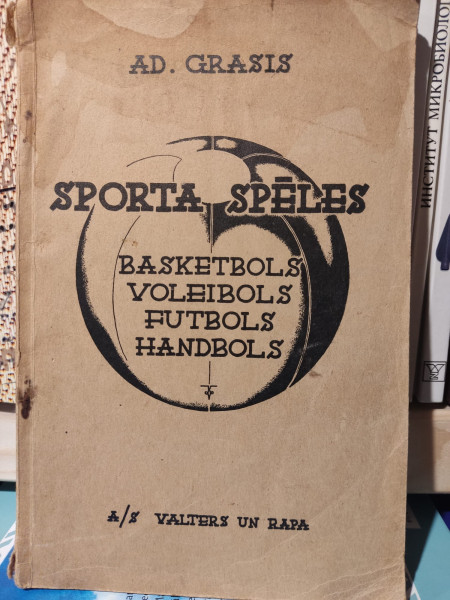 AD. GRASIS
SPORTA SPĒLES
BASKETBOLS
VOLEIBOLS
FUTBOLS
HANDBOLS
A/S VALTERS UN RAPA
ИНСТИТУТ МИКРОБИОЛО